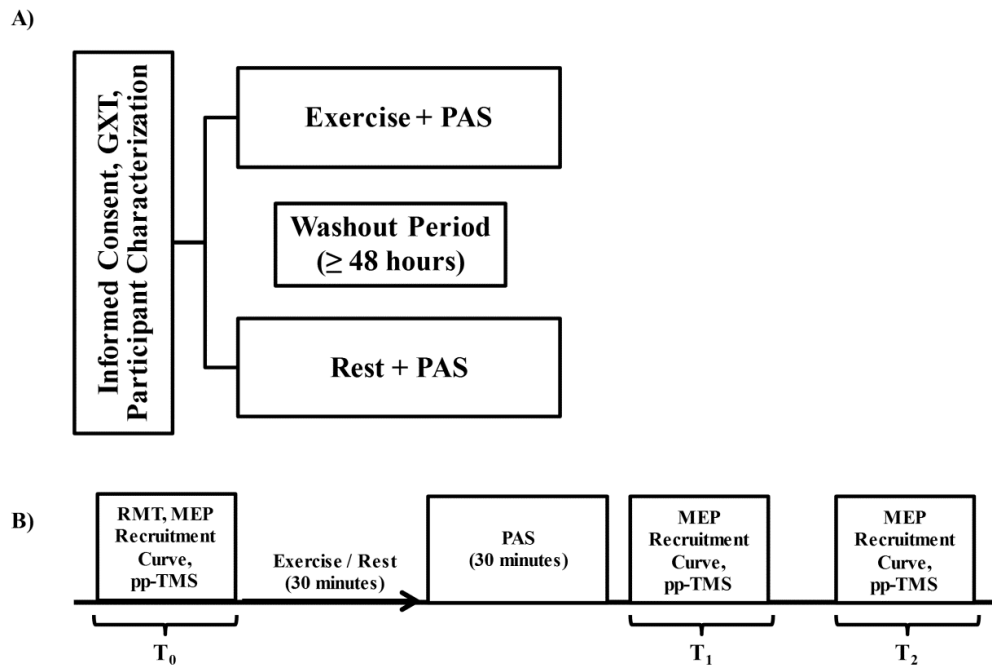 A)
Informed Consent, GXT,
Participant Characterization
Exercise + PAS
Washout Period
(≥ 48 hours)
Rest + PAS
B)
RMT, MEP
Recruitment
Curve,
pp-TMS
Exercise / Rest
(30 minutes)
PAS
(30 minutes)
MEP
Recruitment
Curve,
pp-TMS
MEP
Recruitment
Curve,
pp-TMS
T₀
T₁
T₂